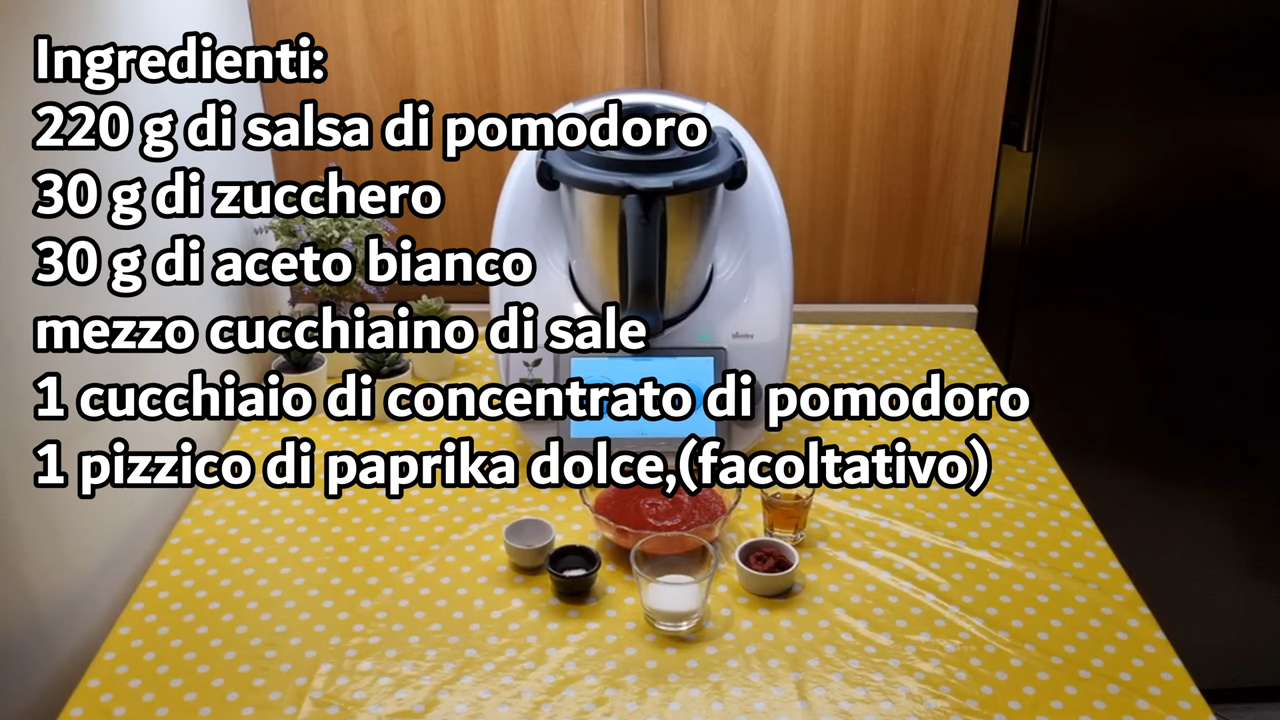 Ingredienti:
220 g di salsa di pomodoro
30 g di zucchero
30 g di aceto bianco
mezzo cucchiaino di sale
1 cucchiaio di concentrato di pomodoro
1 pizzico di paprika dolce,(facoltativo)
bimby